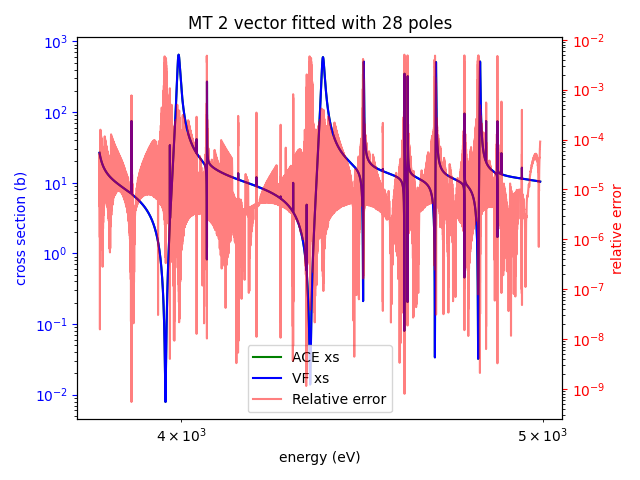 MT 2 vector fitted with 28 poles
cross section (b)
10³
10²
10¹
10⁰
10⁻¹
10⁻²
10⁻²
10⁻³
10⁻⁴
10⁻⁵
10⁻⁶
10⁻⁷
10⁻⁸
10⁻⁹
relative error
ACE xs
VF xs
Relative error
4 × 10³
5 × 10³
energy (eV)